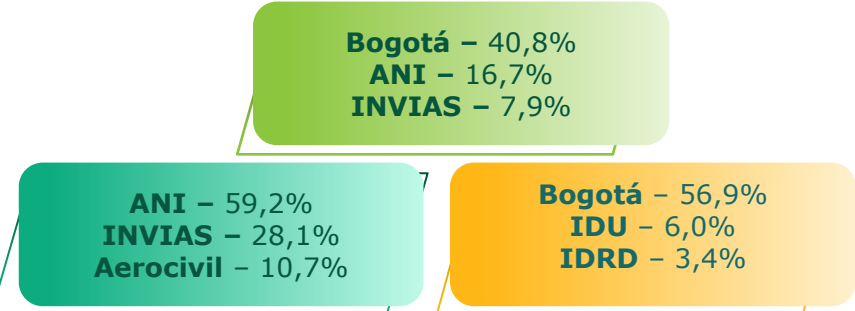 Bogotá – 40,8%
ANI – 16,7%
INVIAS – 7,9%
ANI – 59,2%
INVIAS – 28,1%
Aerocivil – 10,7%
Bogotá – 56,9%
IDU – 6,0%
IDRD – 3,4%